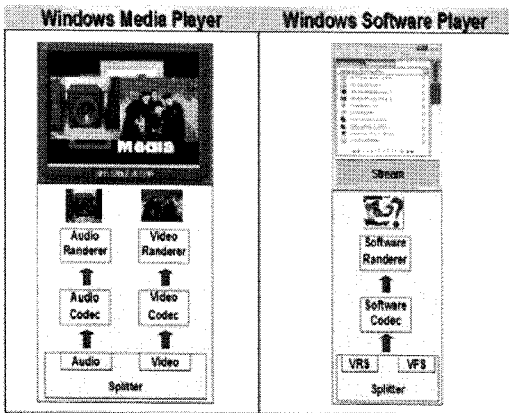 Windows Media Player
Windows Software Player
MEDIA
Stream
Audio
Randerer
Video
Randerer
Software
Randerer
Audio
Codec
Video
Codec
Software
Codec
Audio
Video
Splitter
VRS
VFS
Splitter